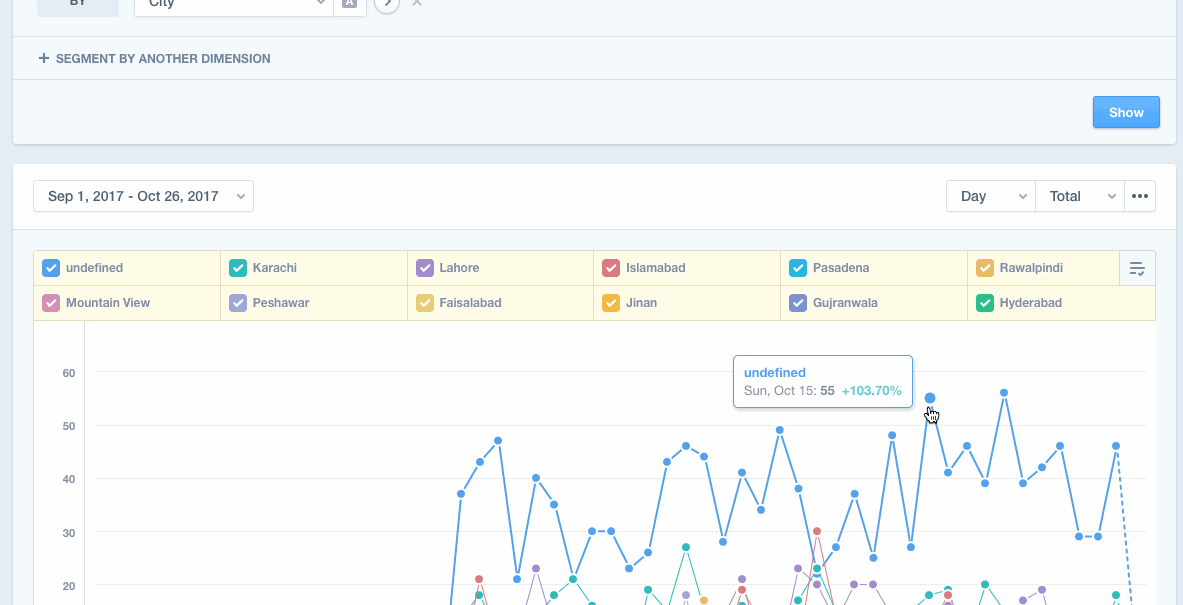 BY City A
SEGMENT BY ANOTHER DIMENSION
Show
Sep 1, 2017 - Oct 26, 2017 Day Total
undefined Karachi Lahore Islamabad Pasadena Rawalpindi
Mountain View Peshawar Faisalabad Jinan Gujranwala Hyderabad
60
undefined
Sun, Oct 15: 55 +103.70%
50
40
30
20